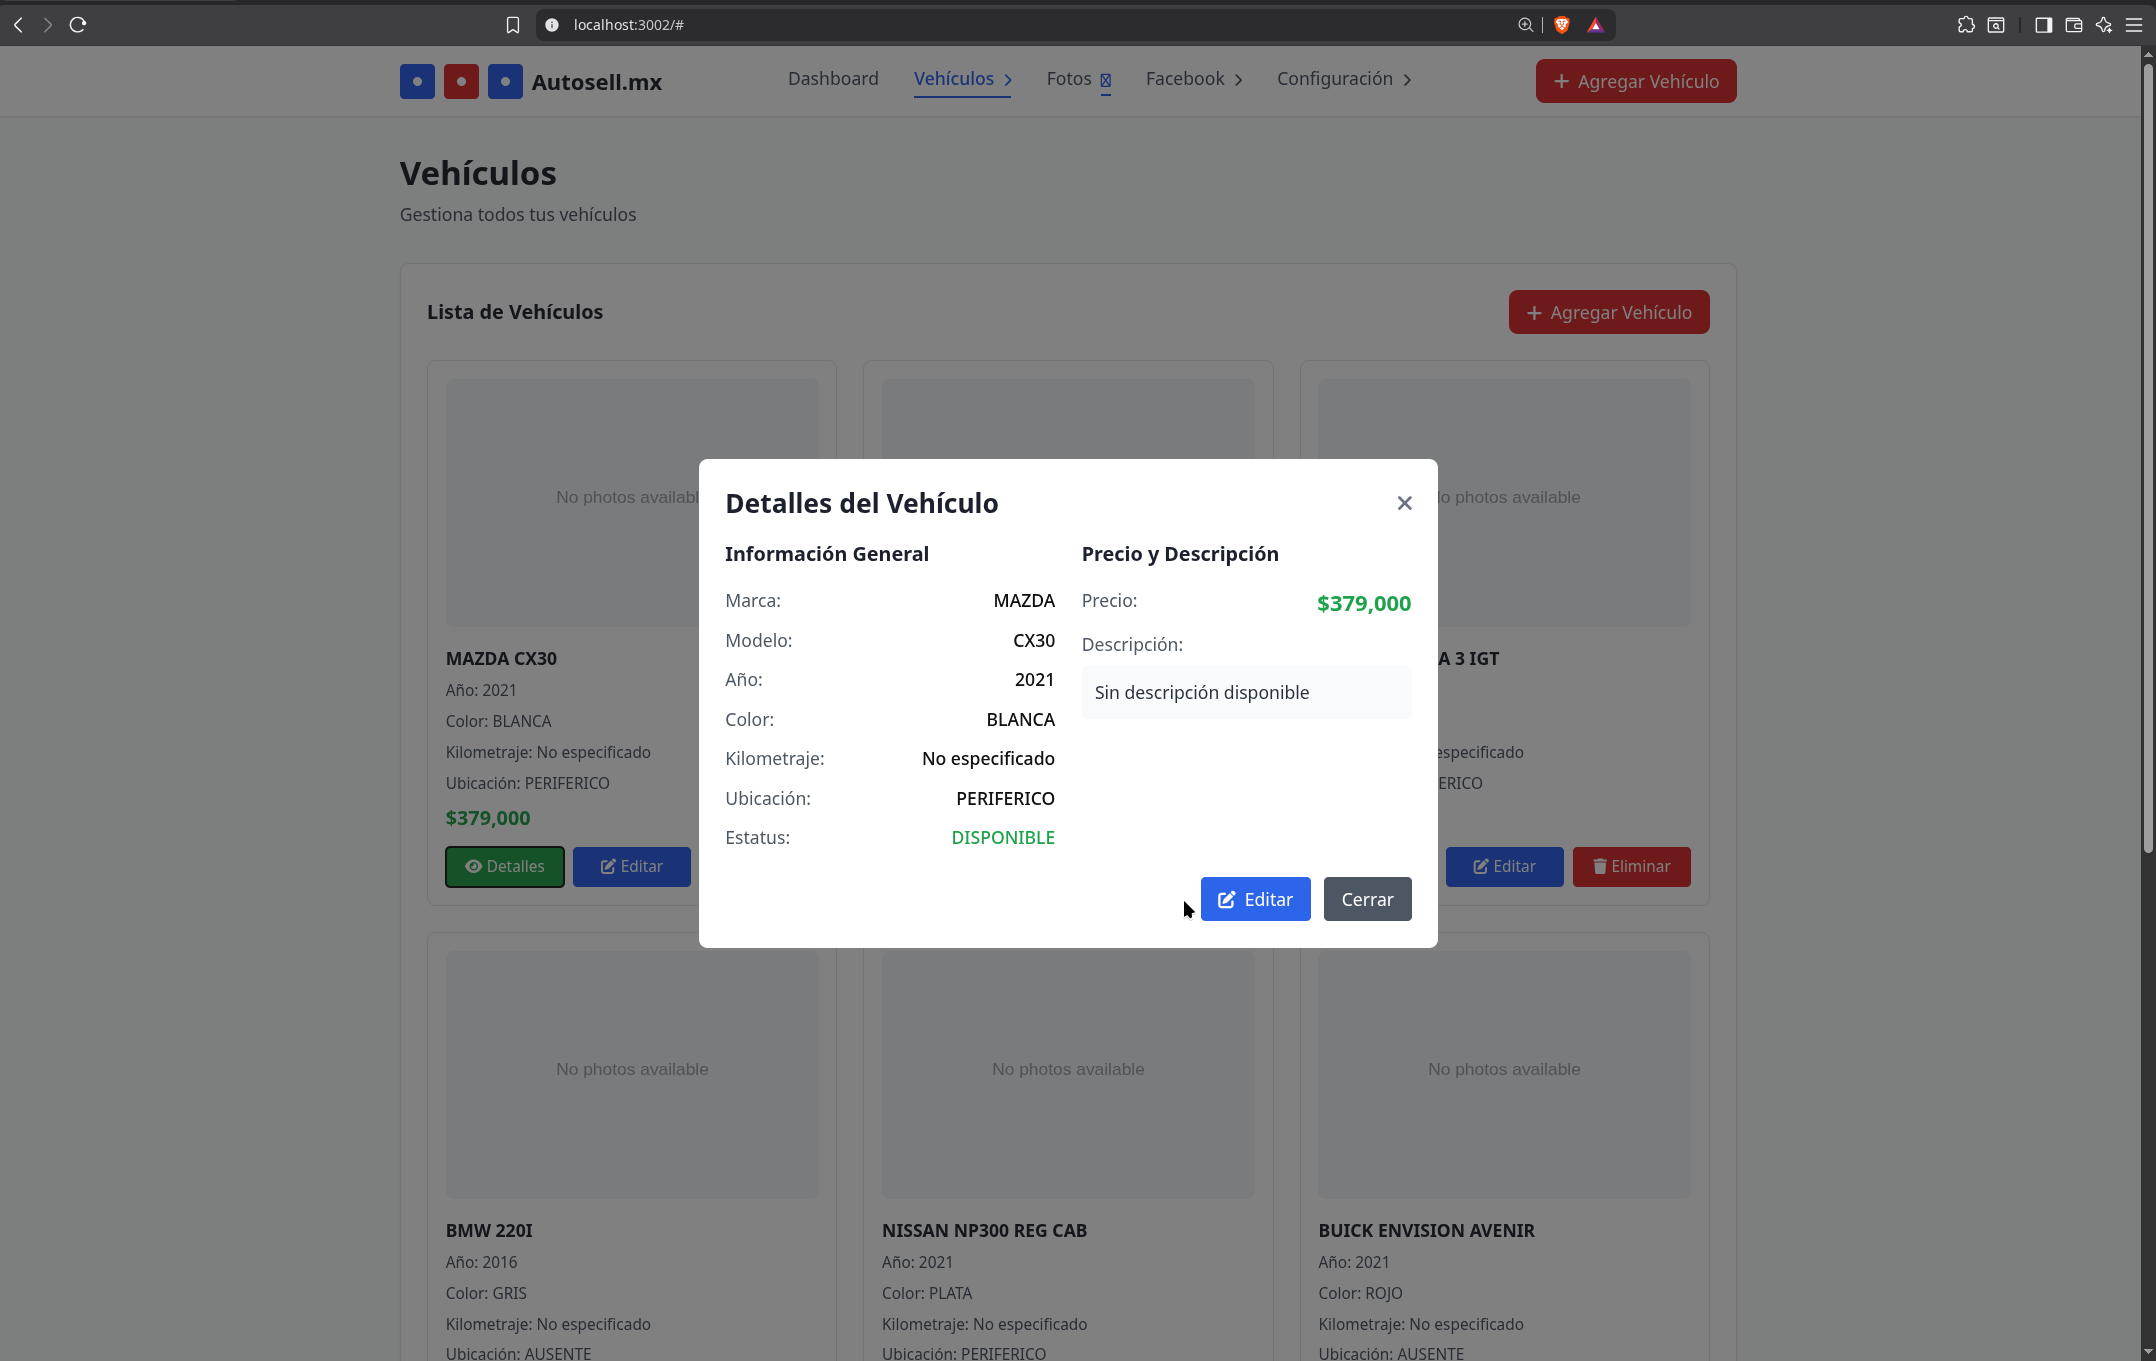 localhost:3002/#
Autosell.mx
Dashboard
Vehículos
Fotos
Facebook
Configuración
Agregar Vehículo
Vehículos
Gestiona todos tus vehículos
Lista de Vehículos
Agregar Vehículo
No photos availabl
o photos available
MAZDA CX30
Año: 2021
Color: BLANCA
Kilometraje: No especificado
Ubicación: PERIFERICO
$379,000
Detalles
Editar
A 3 IGT
especificado
ERICO
Editar
Eliminar
Detalles del Vehículo
Información General
Marca: MAZDA
Modelo: CX30
Año: 2021
Color: BLANCA
Kilometraje: No especificado
Ubicación: PERIFERICO
Estatus: DISPONIBLE
Precio y Descripción
Precio: $379,000
Descripción:
Sin descripción disponible
Editar
Cerrar
No photos available
BMW 220I
Año: 2016
Color: GRIS
Kilometraje: No especificado
Ubicación: AUSENTE
No photos available
NISSAN NP300 REG CAB
Año: 2021
Color: PLATA
Kilometraje: No especificado
Ubicación: PERIFERICO
No photos available
BUICK ENVISION AVENIR
Año: 2021
Color: ROJO
Kilometraje: No especificado
Ubicación: AUSENTE